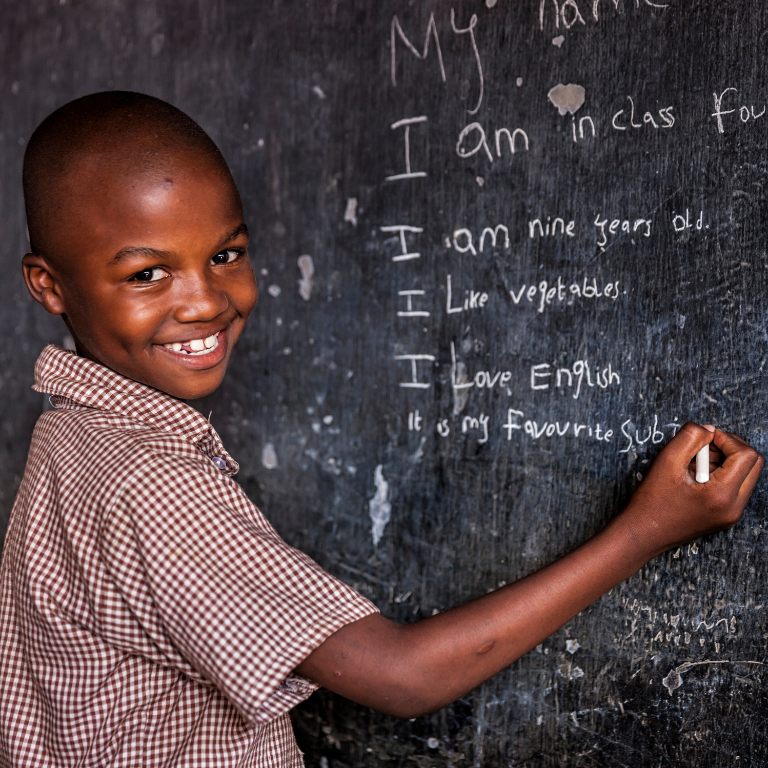 My name
I am in class fou
I am nine years old.
I Like vegetables.
I Love English
It is my favourite Subj